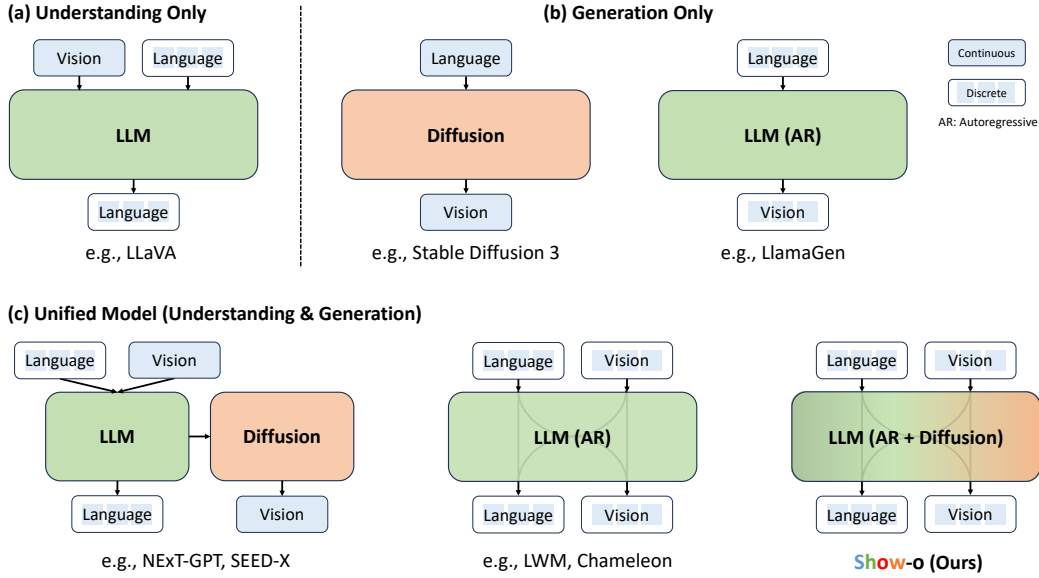 (a) Understanding Only
(b) Generation Only
Vision
Language
LLM
Language
e.g., LLaVA
Language
Diffusion
Vision
e.g., Stable Diffusion 3
Language
LLM (AR)
Vision
e.g., LlamaGen
Continuous
Discrete
AR: Autoregressive
(c) Unified Model (Understanding & Generation)
Language
Vision
LLM
Diffusion
Language
Vision
e.g., NExT-GPT, SEED-X
Language
Vision
LLM (AR)
Language
Vision
e.g., LWM, Chameleon
Language
Vision
LLM (AR + Diffusion)
Language
Vision
Show-o (Ours)